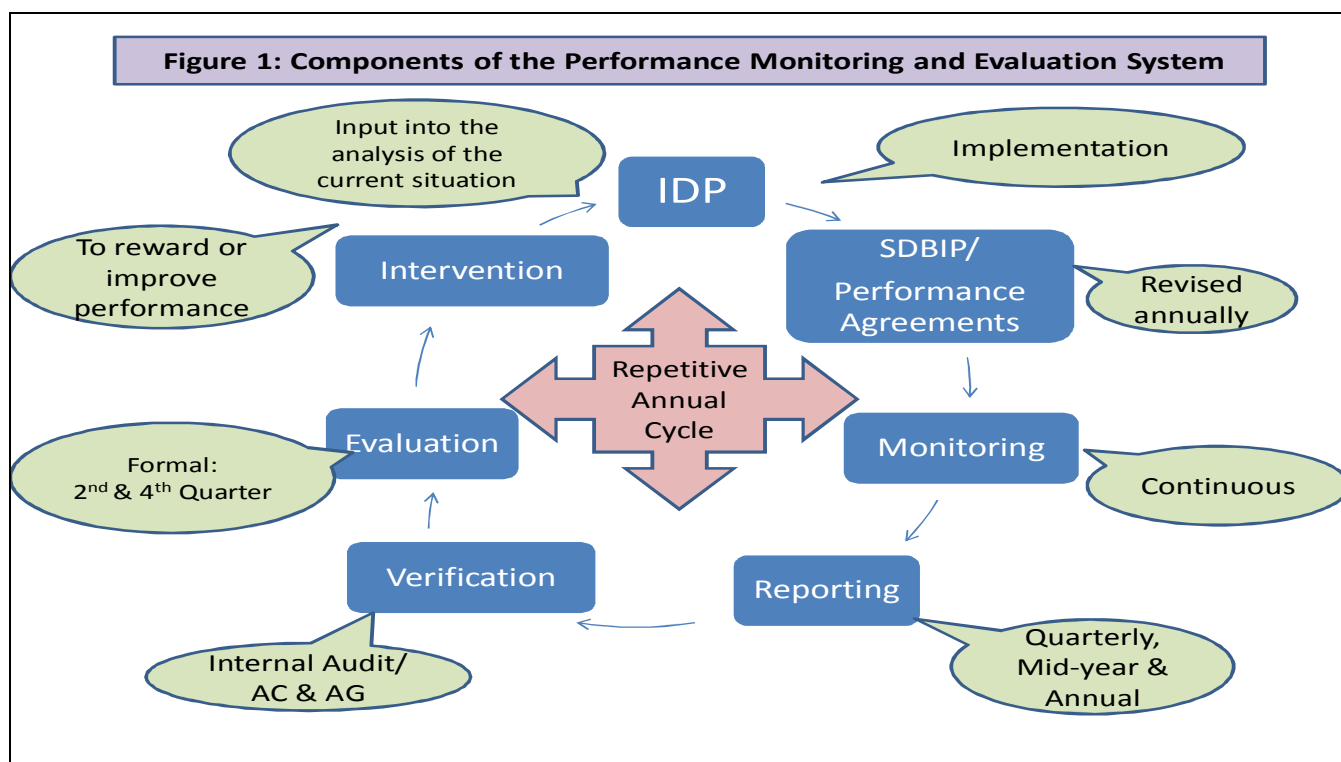 Figure 1: Components of the Performance Monitoring and Evaluation System
Input into the
analysis of the
current situation
IDP
Implementation
To reward or
improve
performance
Intervention
SDBIP/
Performance
Agreements
Revised
annually
Repetitive
Annual
Cycle
Evaluation
Monitoring
Formal:
2nd & 4th Quarter
Continuous
Verification
Reporting
Internal Audit/
AC & AG
Quarterly,
Mid-year &
Annual